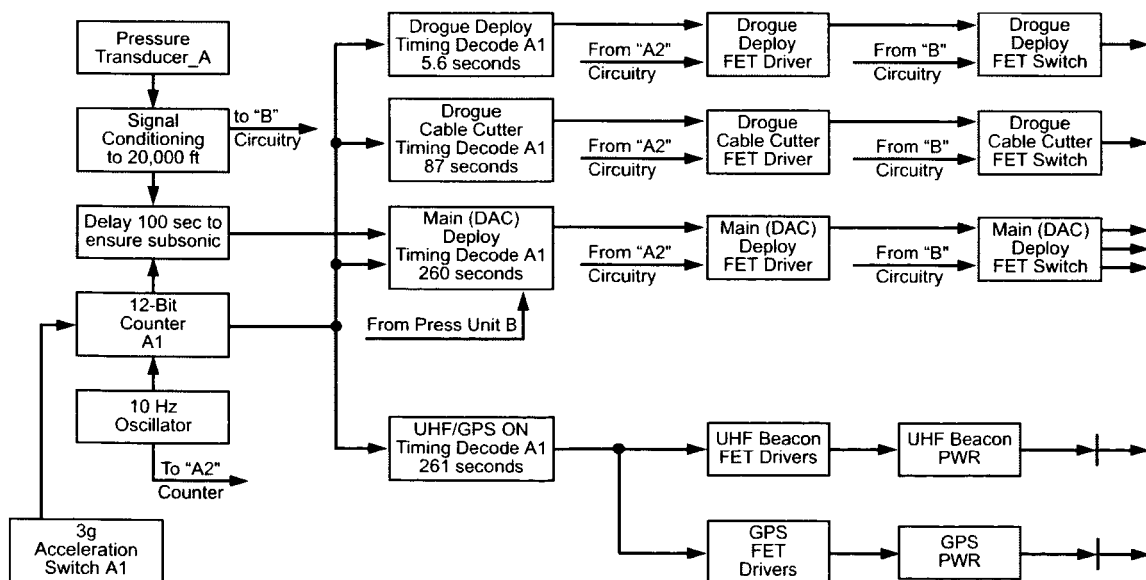 Pressure
Transducer_A
Signal
Conditioning
to 20,000 ft
to "B"
Circuitry
Delay 100 sec to
ensure subsonic
12-Bit
Counter
A1
10 Hz
Oscillator
To "A2"
Counter
3g
Acceleration
Switch A1
Drogue Deploy
Timing Decode A1
5.6 seconds
From "A2"
Circuitry
Drogue
Deploy
FET Driver
From "B"
Circuitry
Drogue
Deploy
FET Switch
Drogue
Cable Cutter
Timing Decode A1
87 seconds
From "A2"
Circuitry
Drogue
Cable Cutter
FET Driver
From "B"
Circuitry
Drogue
Cable Cutter
FET Switch
Main (DAC)
Deploy
Timing Decode A1
260 seconds
From "A2"
Circuitry
Main (DAC)
Deploy
FET Driver
From "B"
Circuitry
Main (DAC)
Deploy
FET Switch
From Press Unit B
UHF/GPS ON
Timing Decode A1
261 seconds
UHF Beacon
FET Drivers
UHF Beacon
PWR
GPS
FET
Drivers
GPS
PWR